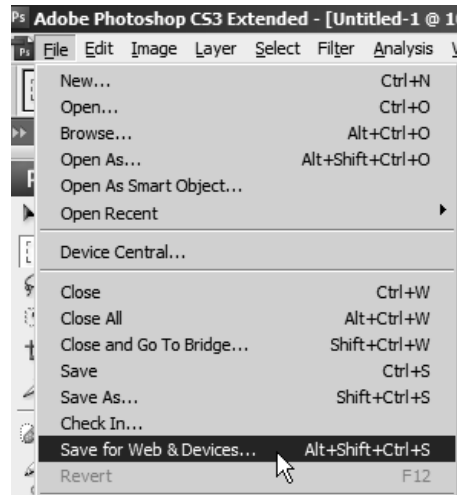 Ps Adobe Photoshop CS3 Extended - [Untitled-1 @ 1
Ps File Edit Image Layer Select Filter Analysis
New... Ctrl+N
Open... Ctrl+O
Browse... Alt+Ctrl+O
Open As... Alt+Shift+Ctrl+O
Open As Smart Object...
Open Recent
Device Central...
Close Ctrl+W
Close All Alt+Ctrl+W
Close and Go To Bridge... Shift+Ctrl+W
Save Ctrl+S
Save As... Shift+Ctrl+S
Check In...
Save for Web & Devices... Alt+Shift+Ctrl+S
Revert F12